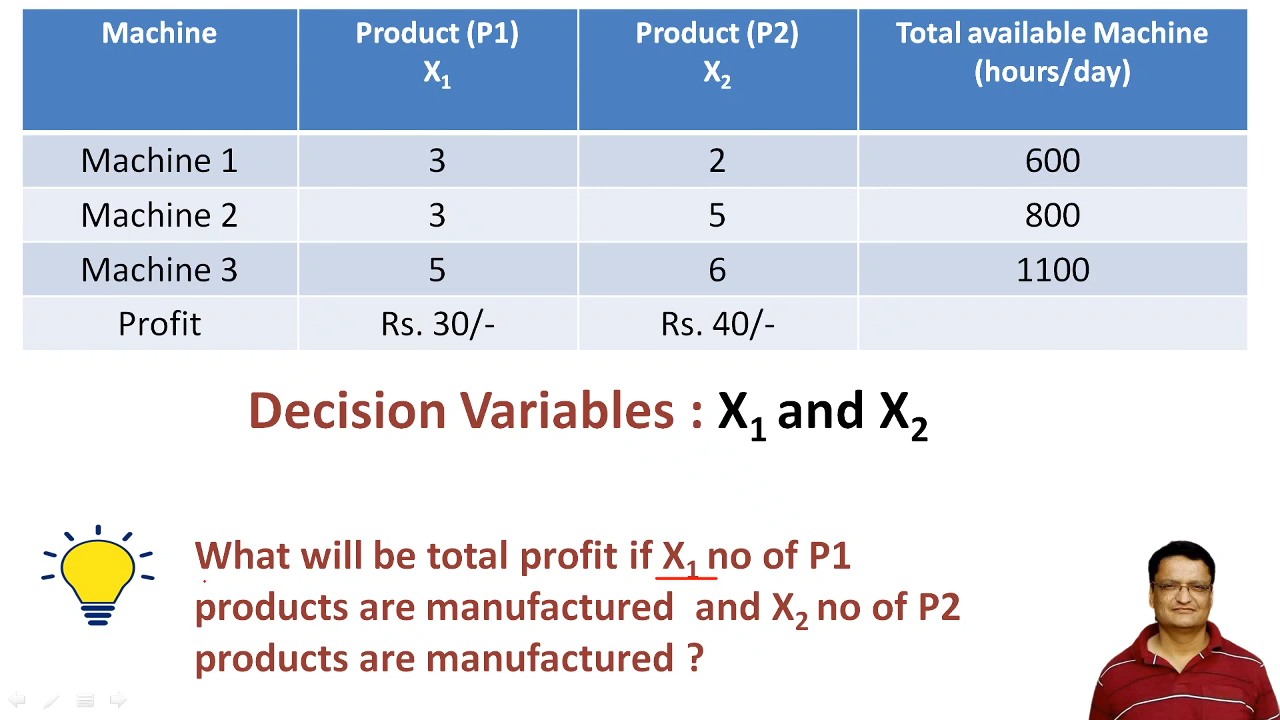 Machine Product (P1) Product (P2) Total available Machine
X₁ X₂ (hours/day)
Machine 1 3 2 600
Machine 2 3 5 800
Machine 3 5 6 1100
Profit Rs. 30/- Rs. 40/-
Decision Variables : X₁ and X₂
What will be total profit if X₁ no of P1
products are manufactured and X₂ no of P2
products are manufactured ?